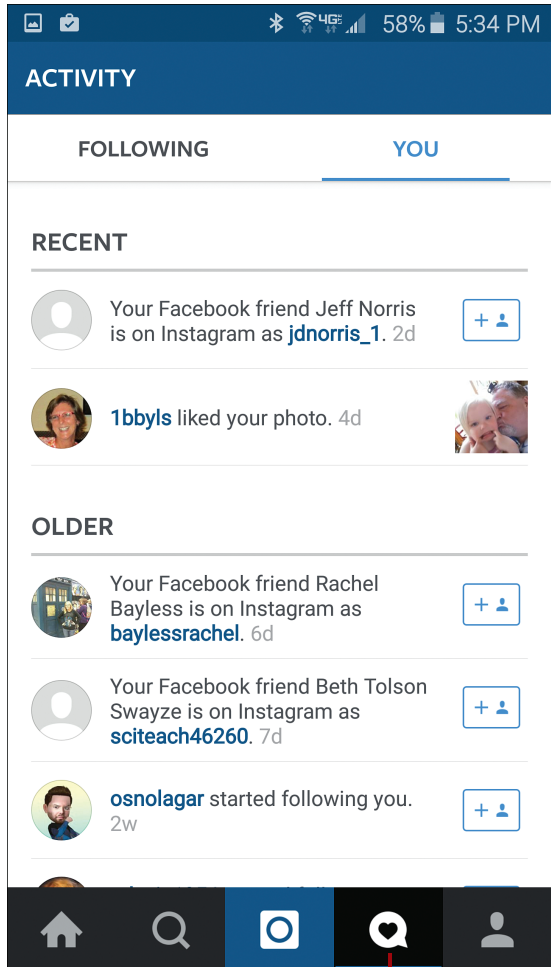 4G 58% 5:34 PM
ACTIVITY
FOLLOWING YOU
RECENT
Your Facebook friend Jeff Norris
is on Instagram as jdnorris_1. 2d
1bbyls liked your photo. 4d
OLDER
Your Facebook friend Rachel
Bayless is on Instagram as
baylessrachel. 6d
Your Facebook friend Beth Tolson
Swayze is on Instagram as
sciteach46260. 7d
osnolagar started following you.
2w